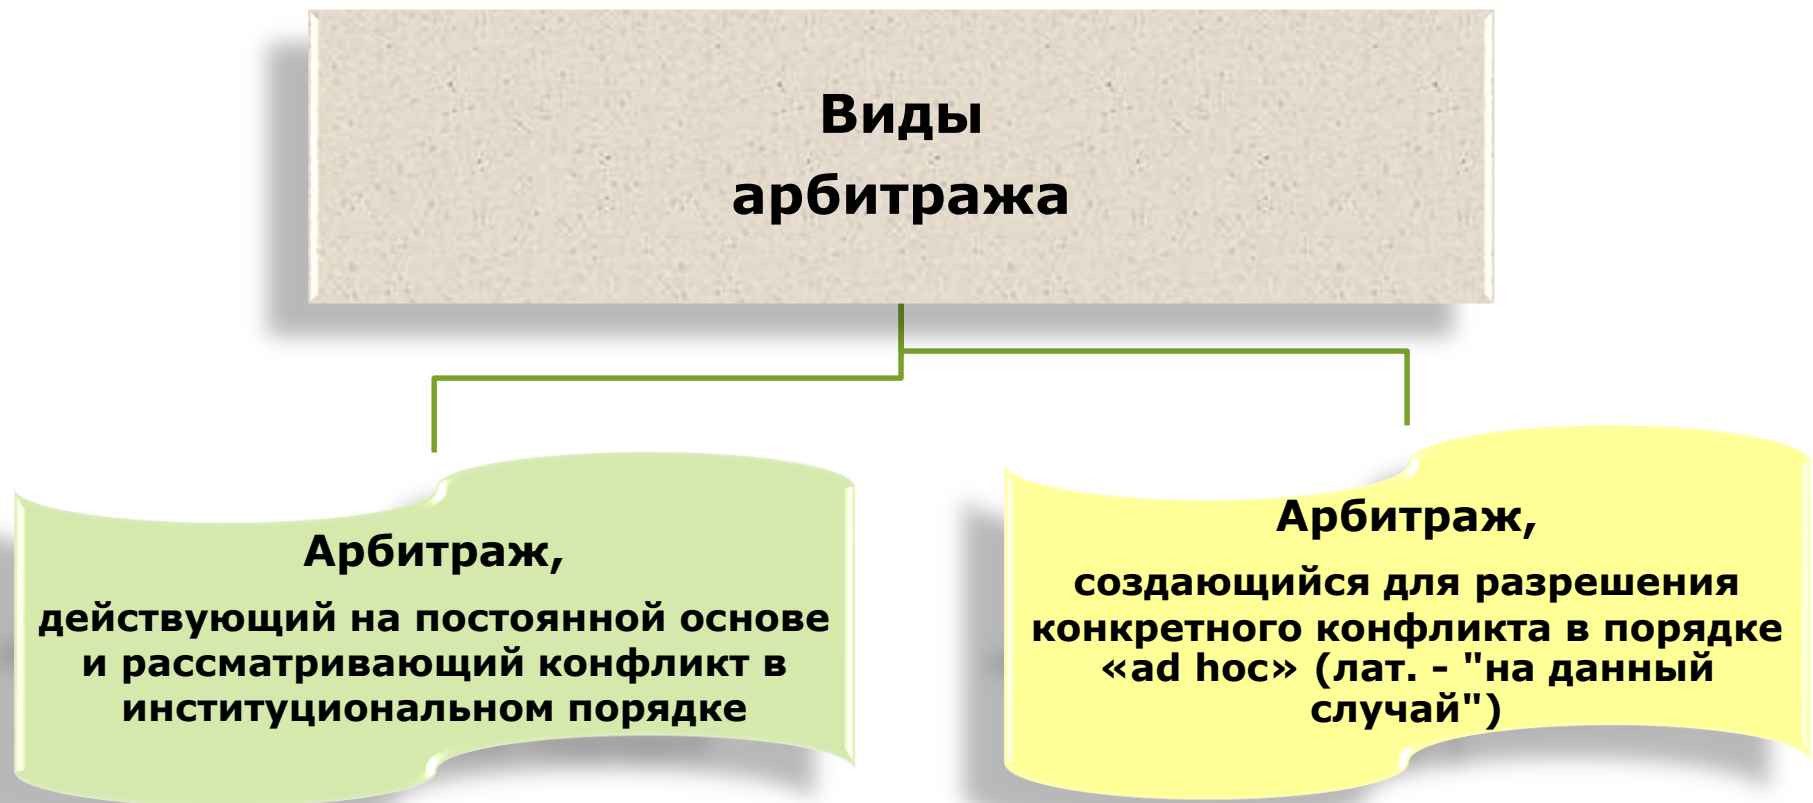 Виды
арбитража
Арбитраж,
действующий на постоянной основе
и рассматривающий конфликт в
институциональном порядке
Арбитраж,
создающийся для разрешения
конкретного конфликта в порядке
«ad hoc» (лат. - "на данный
случай")